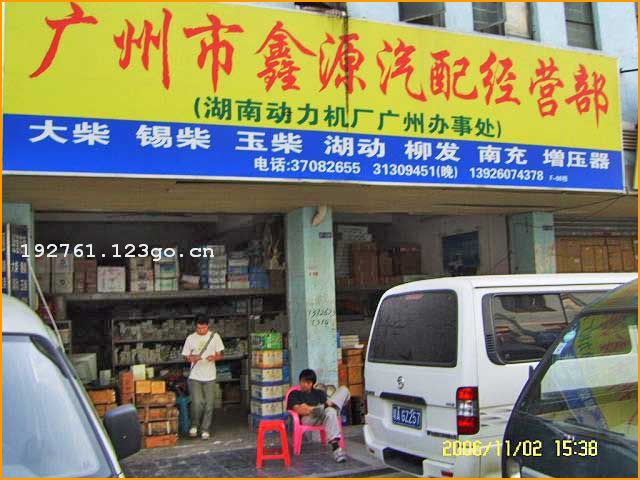 广州市鑫源汽配经营部
(湖南动力机厂广州办事处)
大柴 锡柴 玉柴 湖动 柳发 南充 增压器
电话:37082655 31309451(晚) 13926074378
192761.123go.cn
GZ257
2006/11/02 15:38